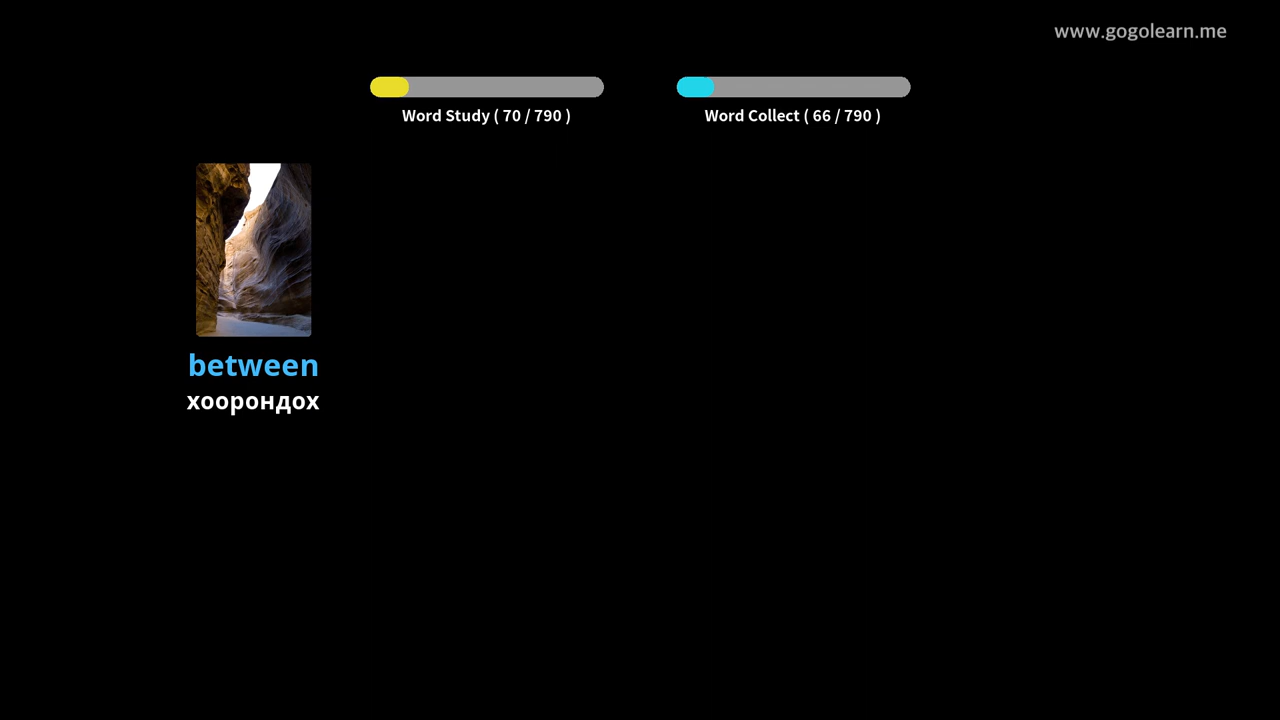 www.gogolearn.me
Word Study ( 70 / 790 )
Word Collect ( 66 / 790 )
between
хоорондох